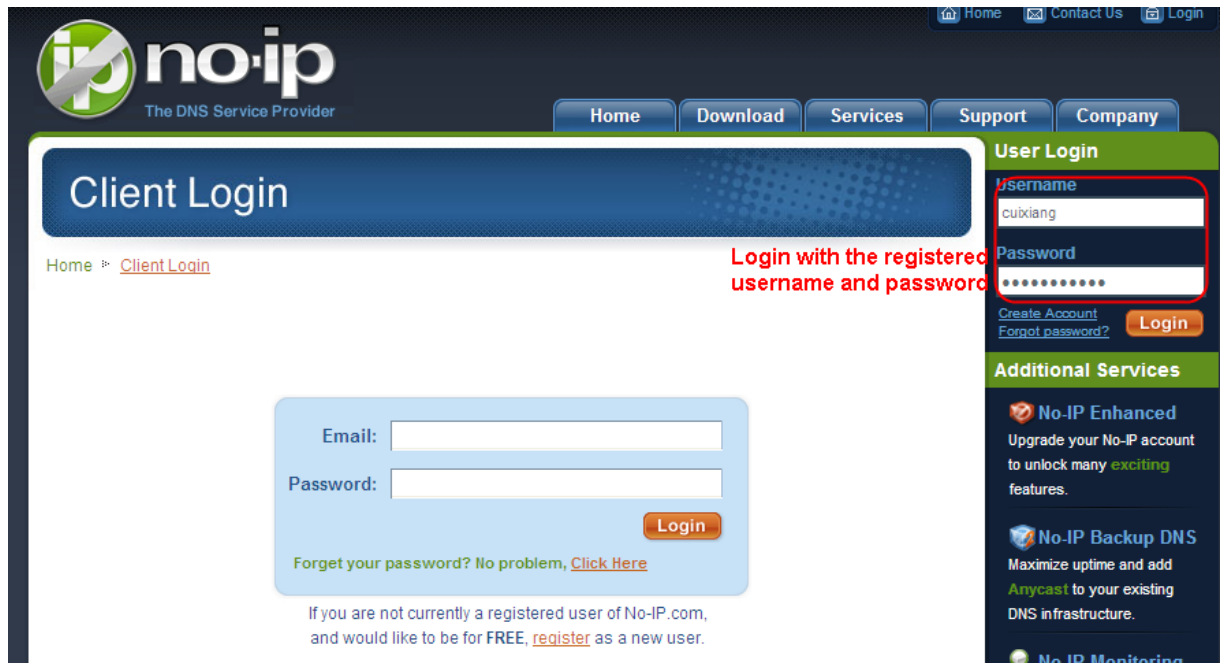 Home Contact Us Login
ip no·ip
The DNS Service Provider
Home Download Services Support Company
Client Login
Home Client Login
Login with the registered
username and password
User Login
Username
cuixiang
Password
•••••••••••
Create Account
Forgot password?
Login
Email:
Password:
Login
Forget your password? No problem, Click Here
If you are not currently a registered user of No-IP.com,
and would like to be for FREE, register as a new user.
Additional Services
No-IP Enhanced
Upgrade your No-IP account
to unlock many exciting
features.
No-IP Backup DNS
Maximize uptime and add
Anycast to your existing
DNS infrastructure.
No-IP Monitoring